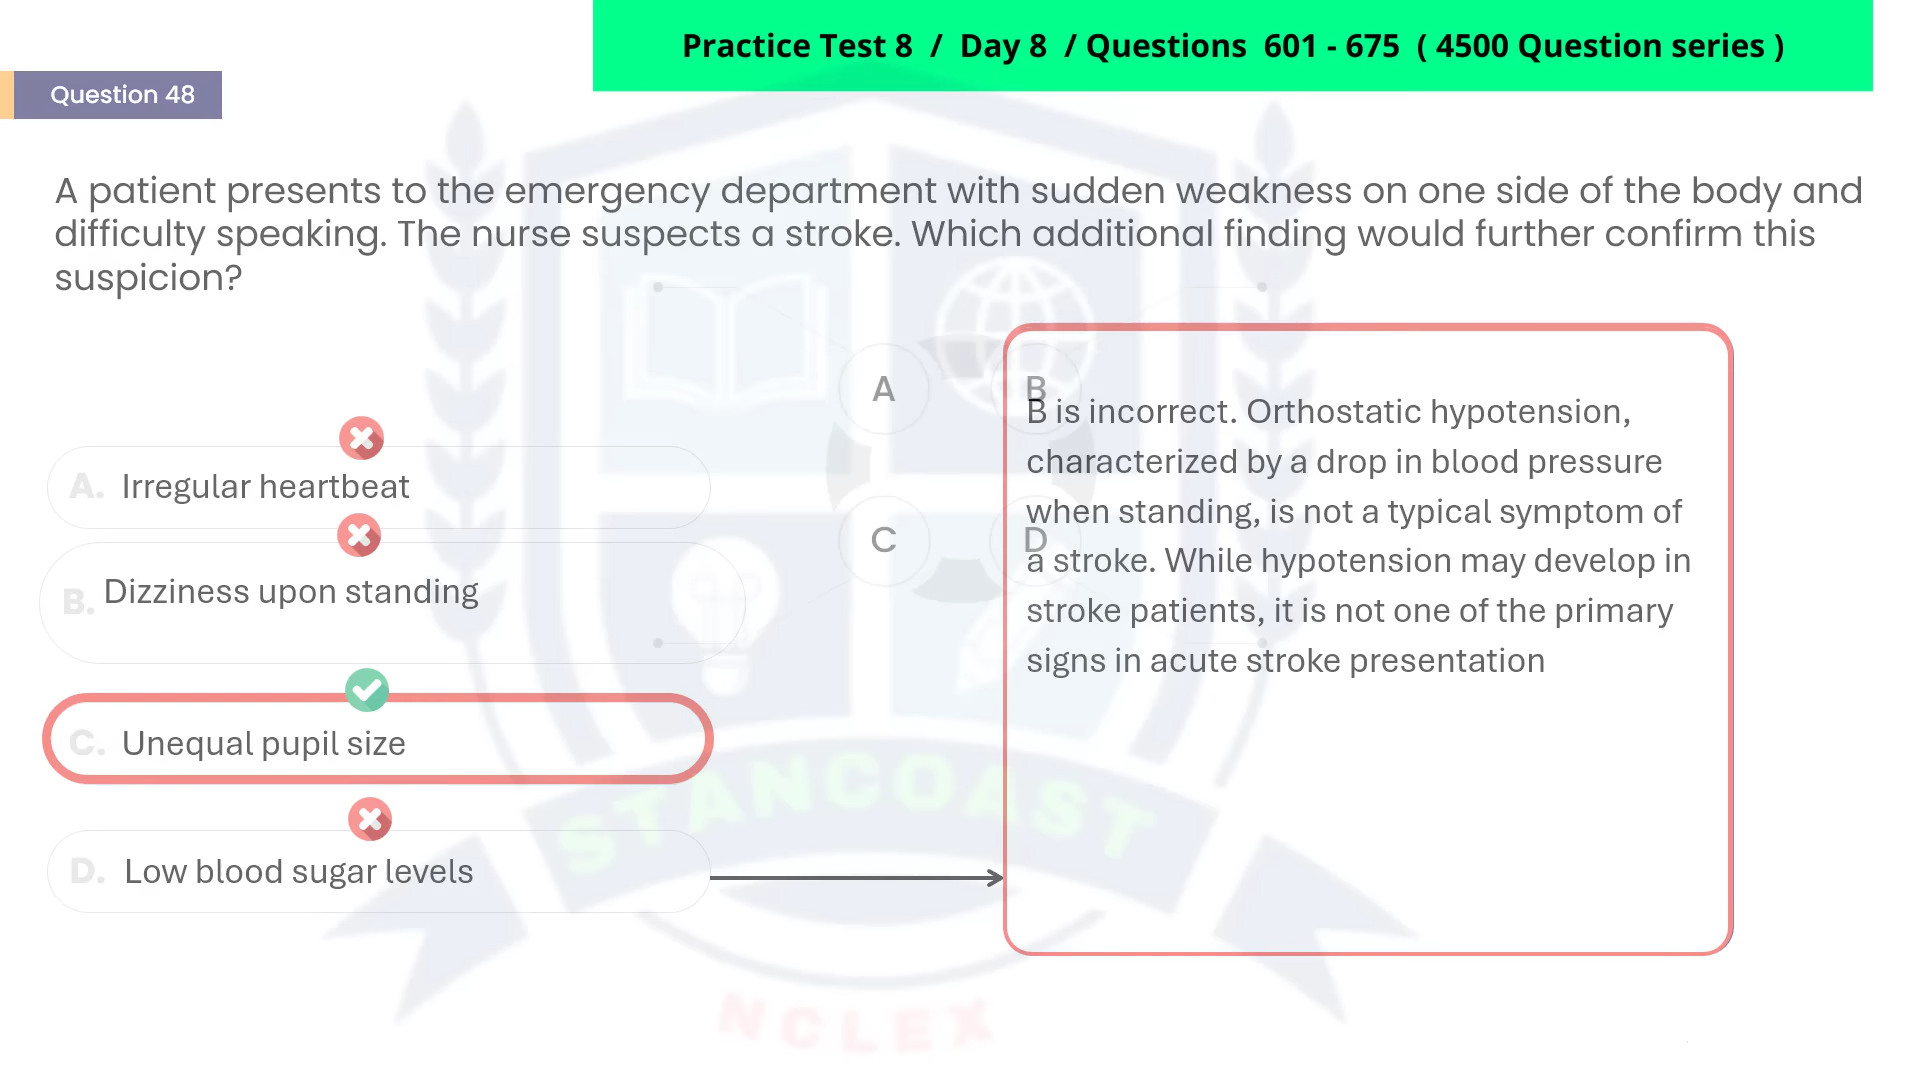 Practice Test 8 / Day 8 / Questions 601 - 675 ( 4500 Question series )
Question 48
A patient presents to the emergency department with sudden weakness on one side of the body and
difficulty speaking. The nurse suspects a stroke. Which additional finding would further confirm this
suspicion?
A. Irregular heartbeat
B. Dizziness upon standing
C. Unequal pupil size
D. Low blood sugar levels
A
B
C
D
B is incorrect. Orthostatic hypotension,
characterized by a drop in blood pressure
when standing, is not a typical symptom of
a stroke. While hypotension may develop in
stroke patients, it is not one of the primary
signs in acute stroke presentation
STANCOAST
NCLEX